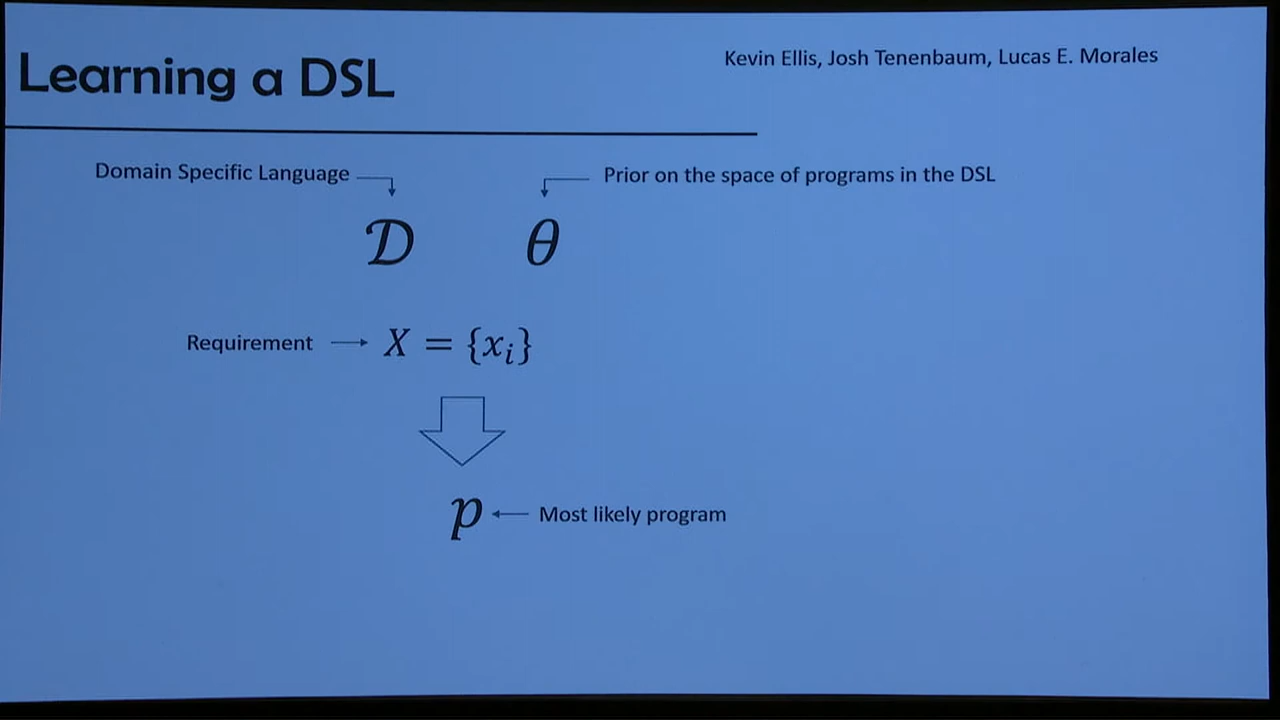 Learning a DSL
Kevin Ellis, Josh Tenenbaum, Lucas E. Morales
Domain Specific Language
Prior on the space of programs in the DSL
𝒟 θ
Requirement
X = {xᵢ}
p
Most likely program